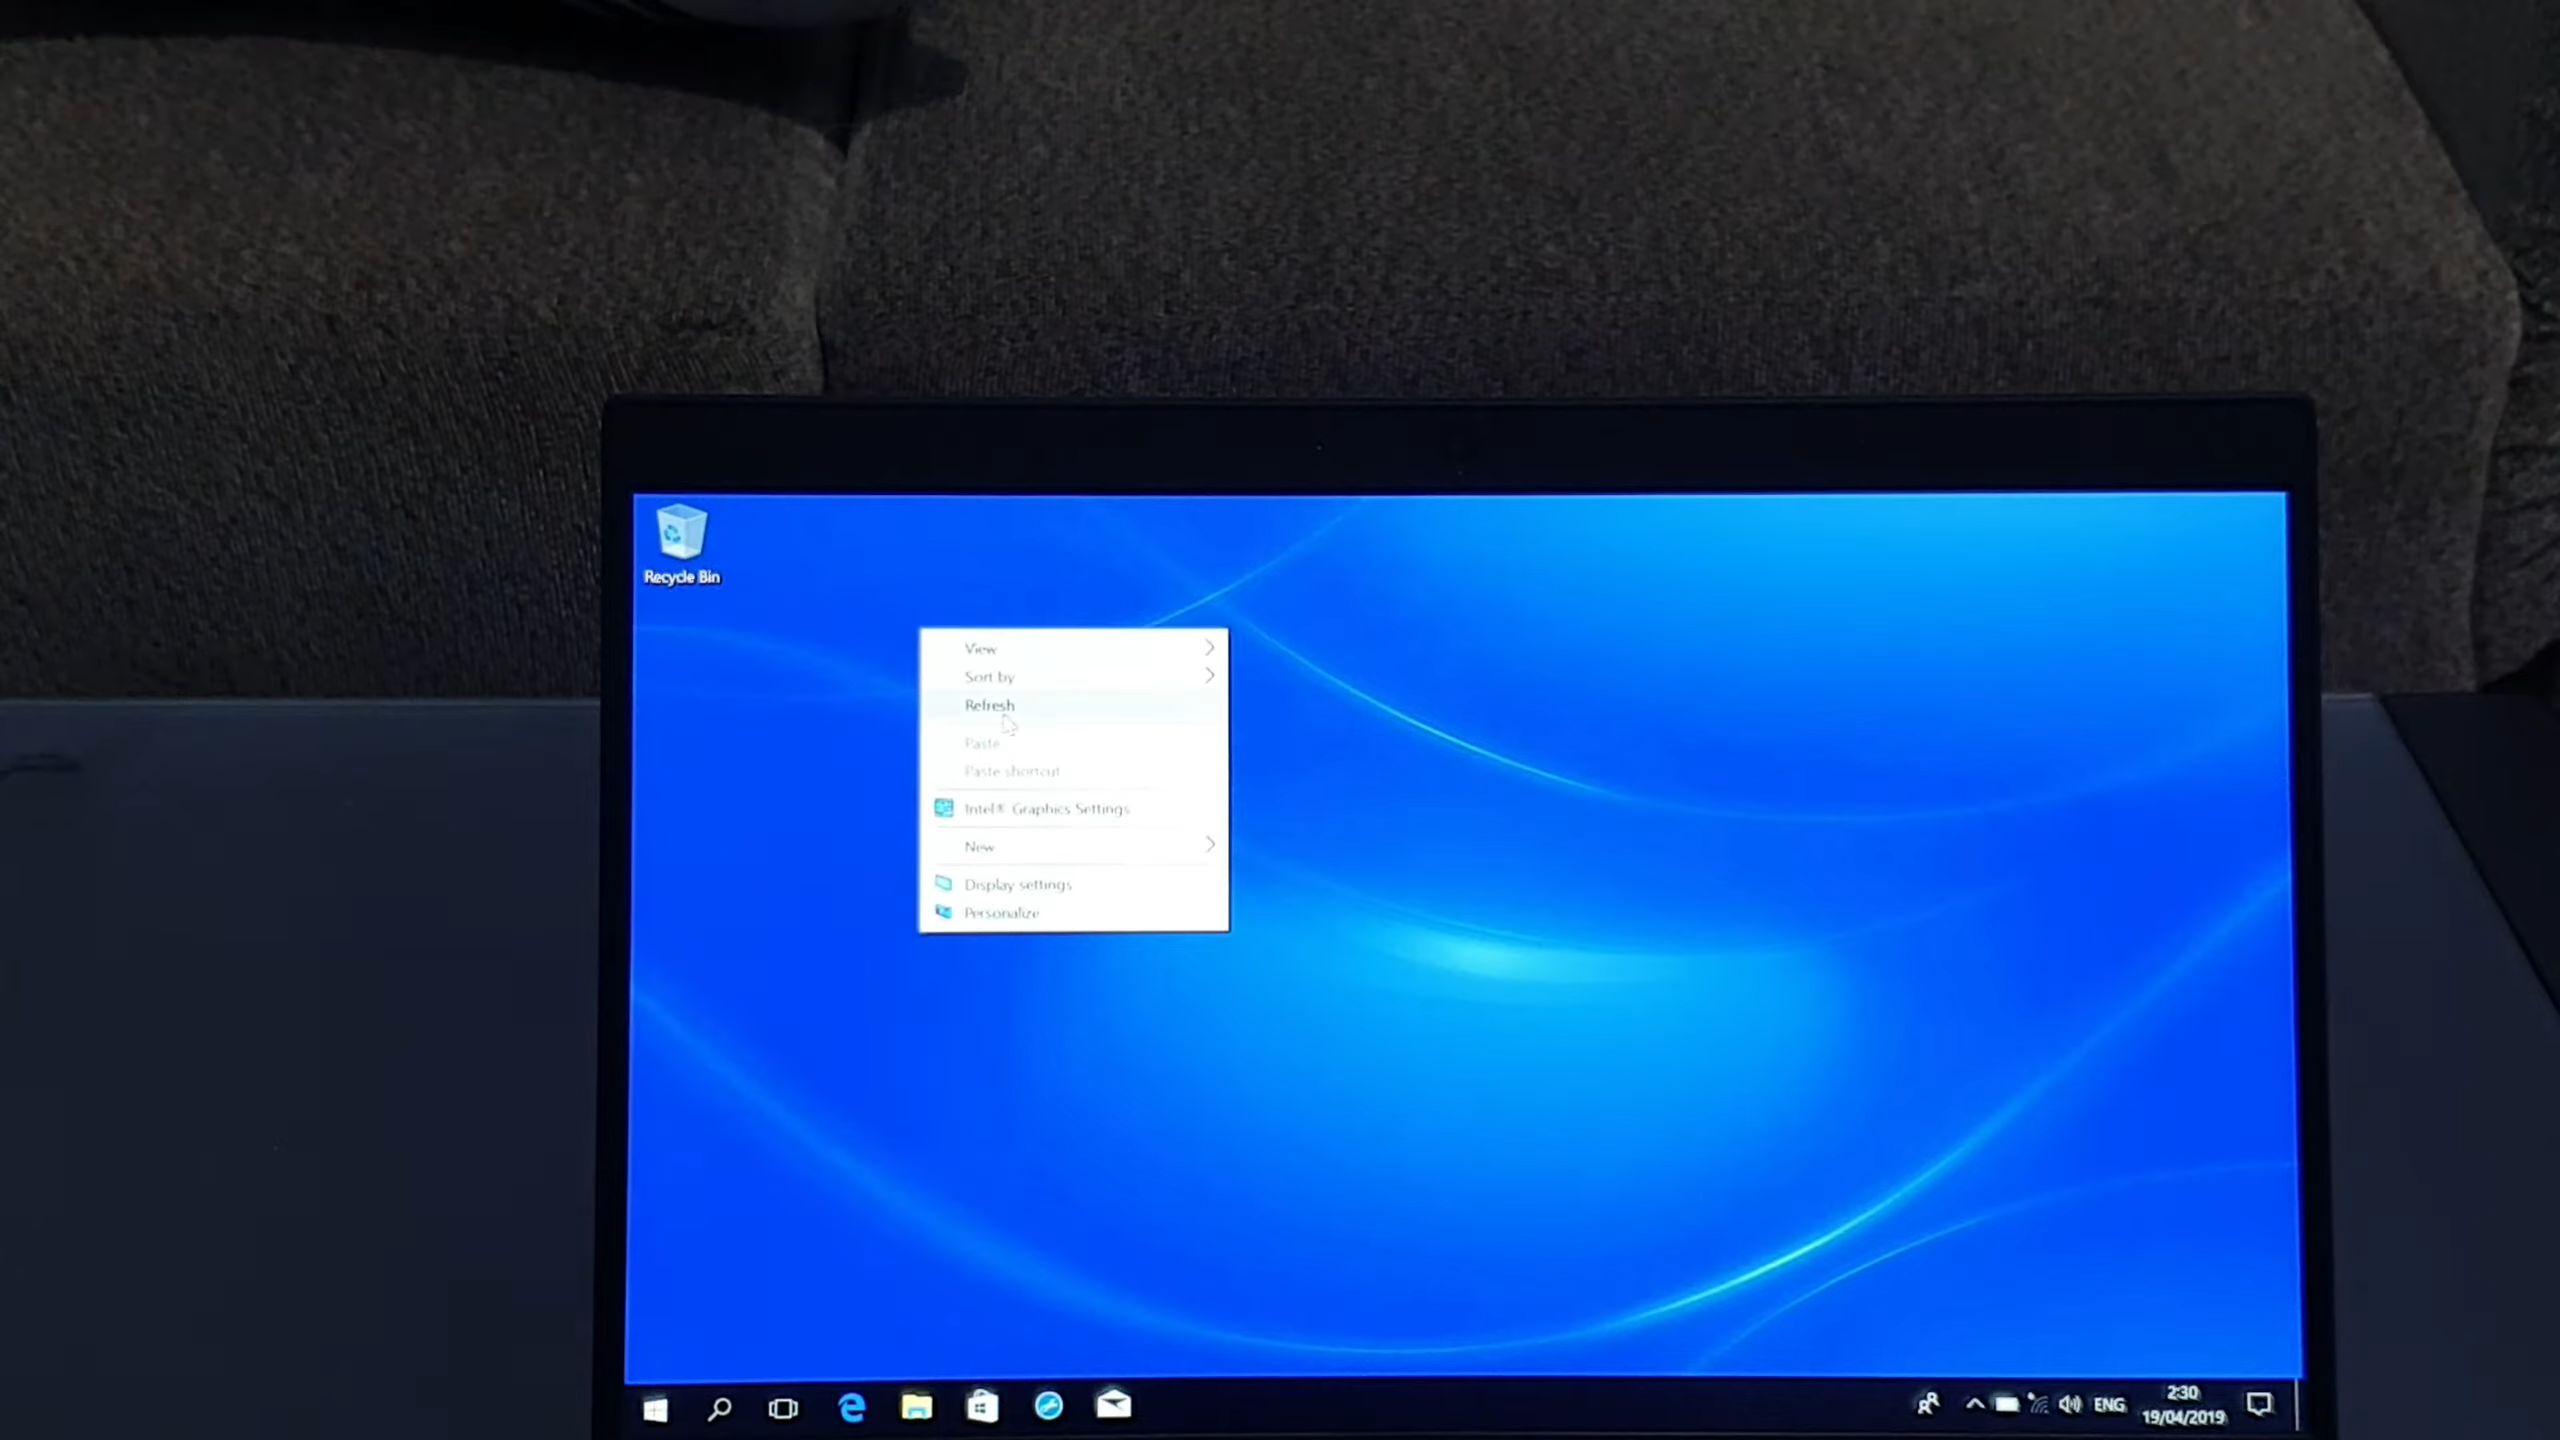 Recycle Bin
View
Sort by
Refresh
Paste
Paste shortcut
Intel® Graphics Settings
New
Display settings
Personalize
ENG
2:30
19/04/2019